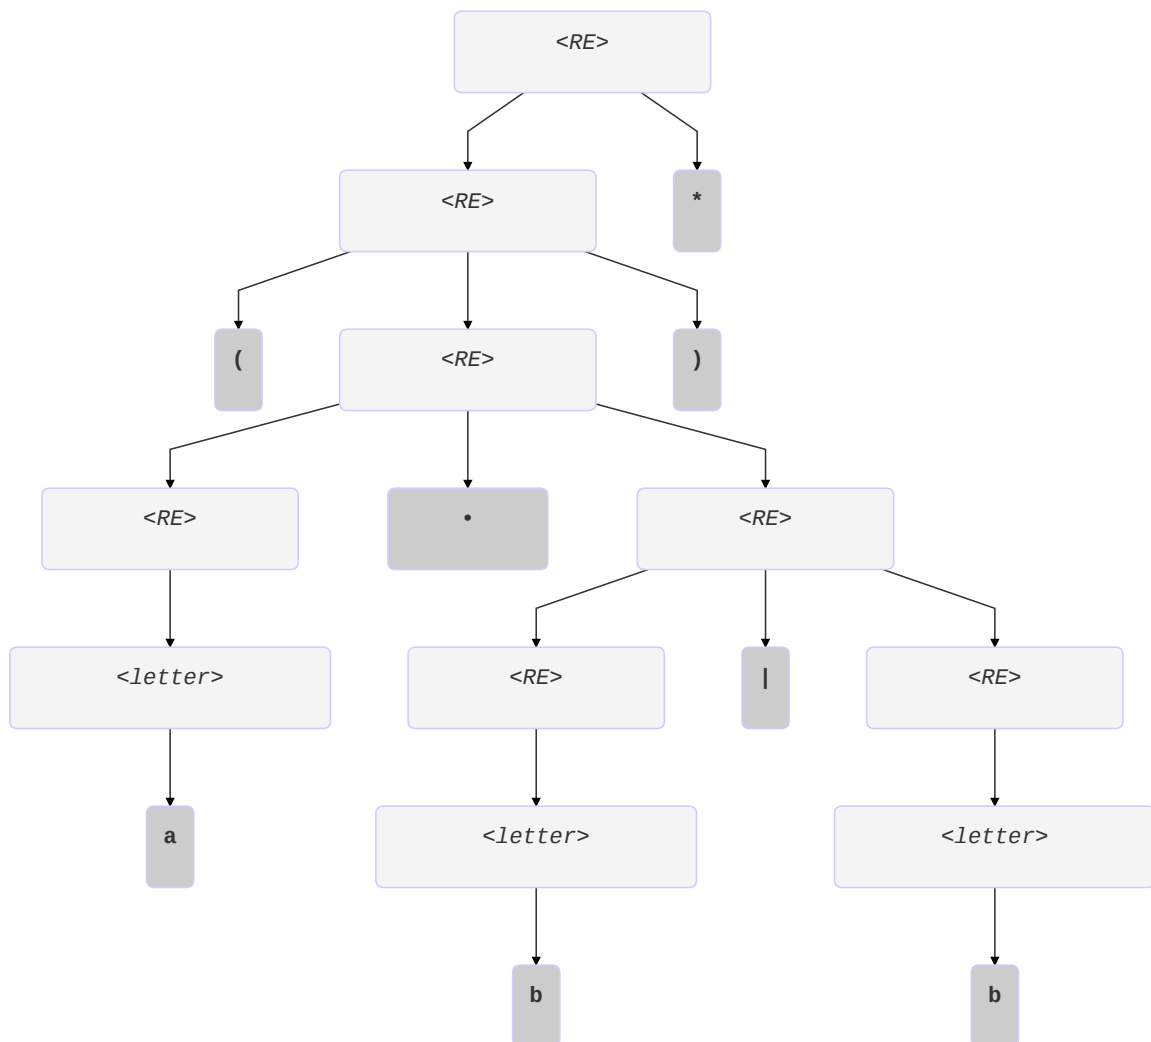 <RE>
<RE>
*
(
<RE>
)
<RE>
•
<RE>
<letter>
<RE>
|
<RE>
a
<letter>
<letter>
b
b